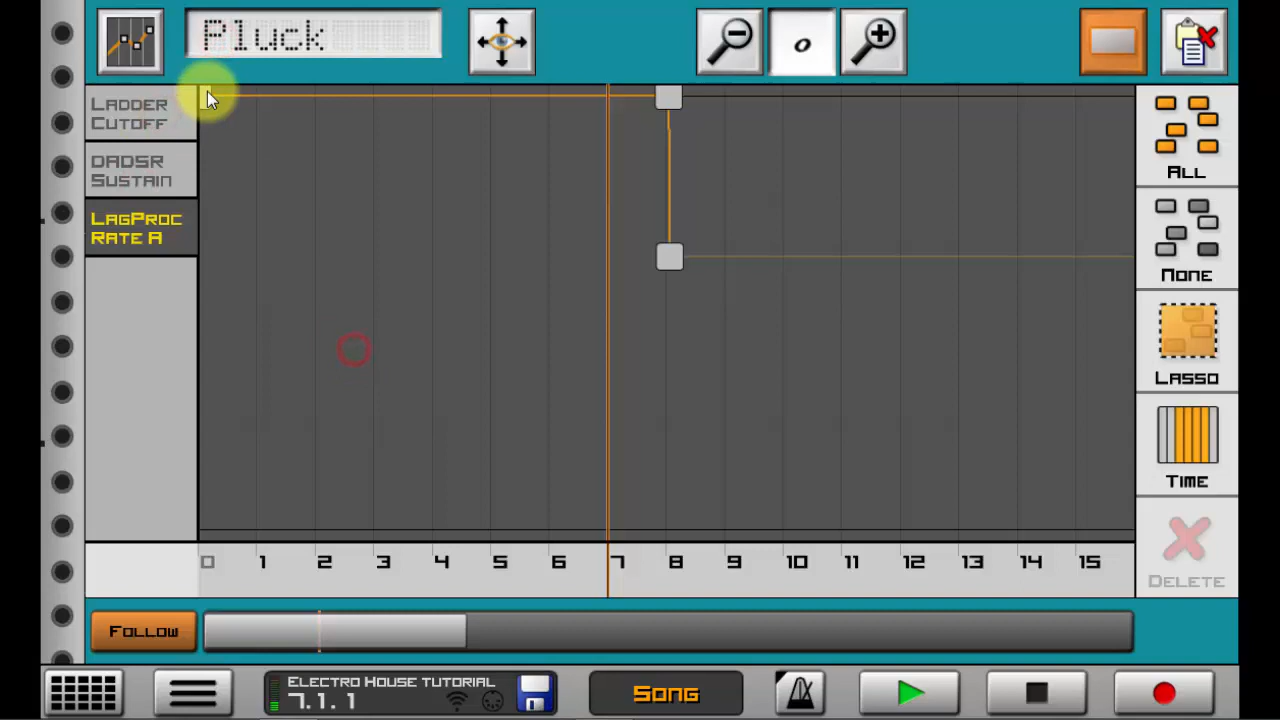 Pluck
o
Ladder
Cutoff
DADSR
Sustain
LagProc
Rate A
All
None
Lasso
Time
Delete
0 1 2 3 4 5 6 7 8 9 10 11 12 13 14 15
Follow
Electro House Tutorial
7.1.1
Song